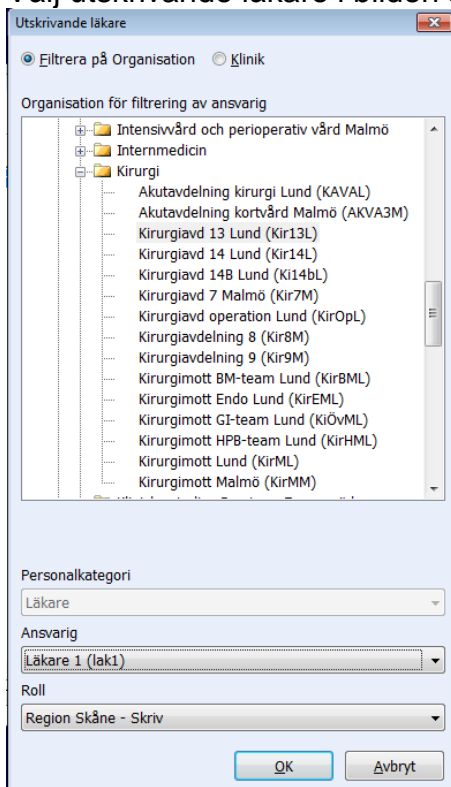 Välj utskrivande läkare i bilden
Utskrivande läkare
Filtrera på Organisation Klinik
Organisation för filtrering av ansvarig
Intensivvård och perioperativ vård Malmö
Internmedicin
Kirurgi
Akutavdelning kirurgi Lund (KAVAL)
Akutavdelning kortvård Malmö (AKVA3M)
Kirurgiavd 13 Lund (Kir13L)
Kirurgiavd 14 Lund (Kir14L)
Kirurgiavd 14B Lund (Ki14bL)
Kirurgiavd 7 Malmö (Kir7M)
Kirurgiavd operation Lund (KirOpL)
Kirurgiavdelning 8 (Kir8M)
Kirurgiavdelning 9 (Kir9M)
Kirurgimott BM-team Lund (KirBML)
Kirurgimott Endo Lund (KirEML)
Kirurgimott GI-team Lund (KiÖvML)
Kirurgimott HPB-team Lund (KirHML)
Kirurgimott Lund (KirML)
Kirurgimott Malmö (KirMM)
Personalkategori
Läkare
Ansvarig
Läkare 1 (lak1)
Roll
Region Skåne - Skriv
OK Avbryt